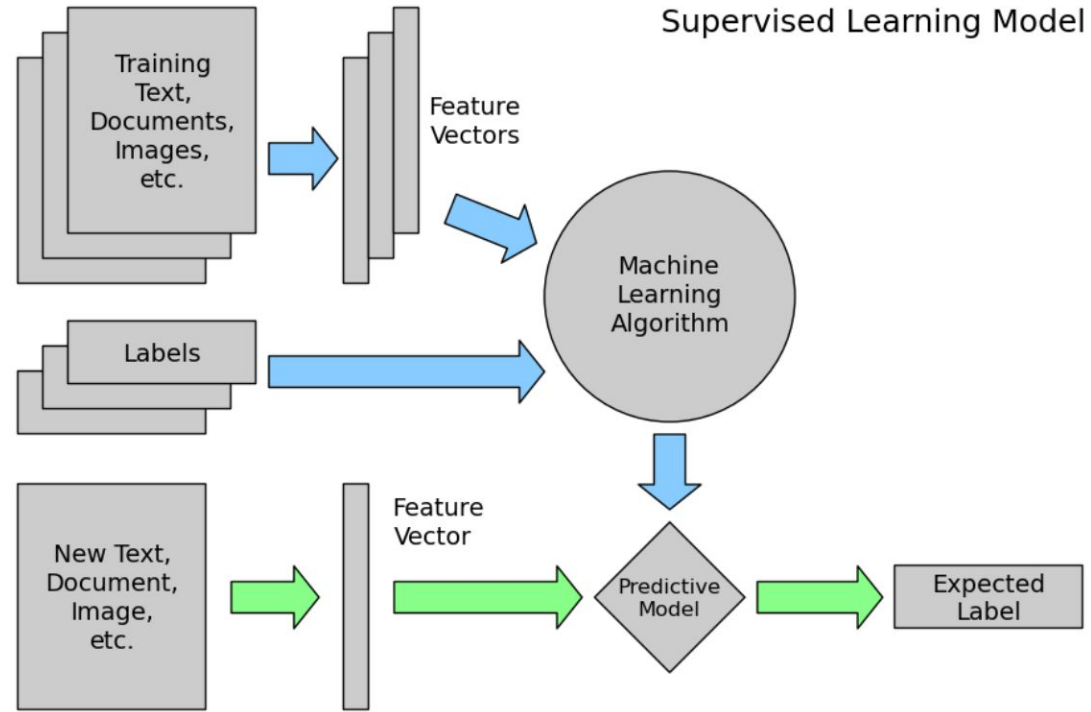 Supervised Learning Model
Training
Text,
Documents,
Images,
etc.
Feature
Vectors
Machine
Learning
Algorithm
Labels
New Text,
Document,
Image,
etc.
Feature
Vector
Predictive
Model
Expected
Label